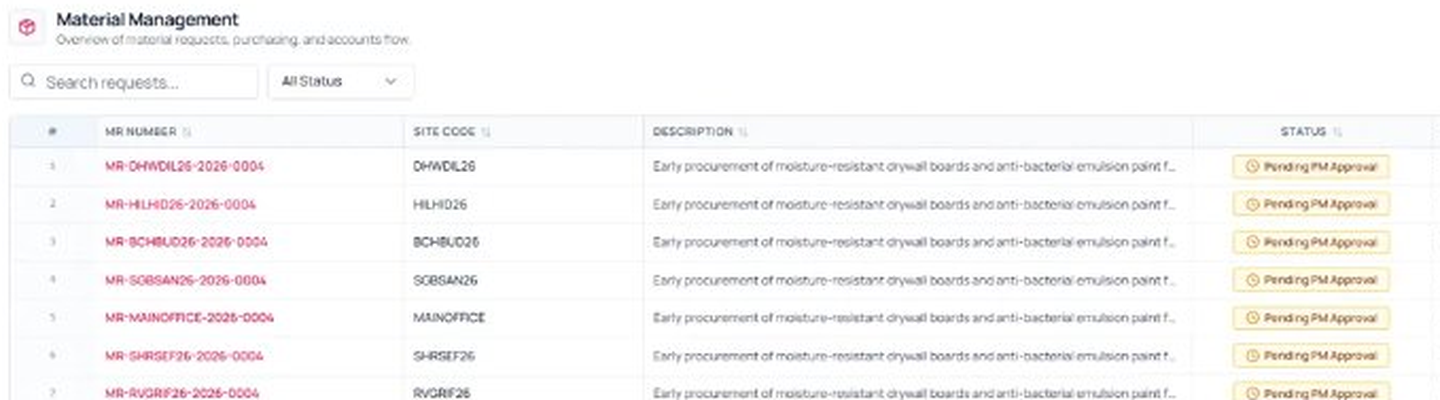 Material Management
Overview of material requests, purchasing, and accounts flow.
Search requests...
All Status
# MR NUMBER SITE CODE DESCRIPTION STATUS
1 MR-DHWDIL26-2026-0004 DHWDIL26 Early procurement of moisture-resistant drywall boards and anti-bacterial emulsion paint f... Pending PM Approval
2 MR-HILHID26-2026-0004 HILHID26 Early procurement of moisture-resistant drywall boards and anti-bacterial emulsion paint f... Pending PM Approval
3 MR-BCHBUD26-2026-0004 BCHBUD26 Early procurement of moisture-resistant drywall boards and anti-bacterial emulsion paint f... Pending PM Approval
4 MR-SGBSAN26-2026-0004 SGBSAN26 Early procurement of moisture-resistant drywall boards and anti-bacterial emulsion paint f... Pending PM Approval
5 MR-MAINOFFICE-2026-0004 MAINOFFICE Early procurement of moisture-resistant drywall boards and anti-bacterial emulsion paint f... Pending PM Approval
6 MR-SHRSEF26-2026-0004 SHRSEF26 Early procurement of moisture-resistant drywall boards and anti-bacterial emulsion paint f... Pending PM Approval
7 MR-RVGRIF26-2026-0004 RVGRIF26 Early procurement of moisture-resistant drywall boards and anti-bacterial emulsion paint f... Pending PM Approval